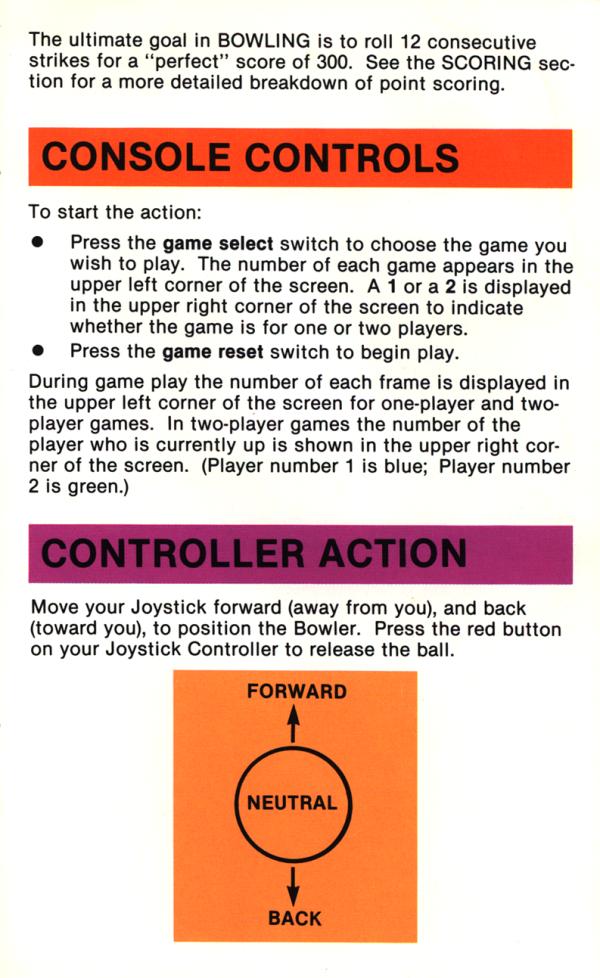 The ultimate goal in BOWLING is to roll 12 consecutive
strikes for a "perfect" score of 300. See the SCORING sec-
tion for a more detailed breakdown of point scoring.
CONSOLE CONTROLS
To start the action:
● Press the game select switch to choose the game you
wish to play. The number of each game appears in the
upper left corner of the screen. A 1 or a 2 is displayed
in the upper right corner of the screen to indicate
whether the game is for one or two players.
● Press the game reset switch to begin play.
During game play the number of each frame is displayed in
the upper left corner of the screen for one-player and two-
player games. In two-player games the number of the
player who is currently up is shown in the upper right cor-
ner of the screen. (Player number 1 is blue; Player number
2 is green.)
CONTROLLER ACTION
Move your Joystick forward (away from you), and back
(toward you), to position the Bowler. Press the red button
on your Joystick Controller to release the ball.
FORWARD
NEUTRAL
BACK